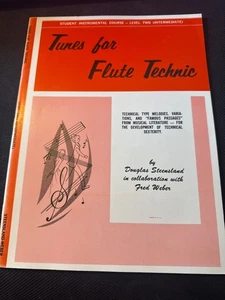 STUDENT INSTRUMENTAL COURSE - LEVEL TWO (INTERMEDIATE)
Tunes for
Flute Technic
TECHNICAL TYPE MELODIES, VARIA-
TIONS, AND "FAMOUS PASSAGES"
FROM MUSICAL LITERATURE — FOR
THE DEVELOPMENT OF TECHNICAL
DEXTERITY.
by
Douglas Steensland
in collaboration with
Fred Weber